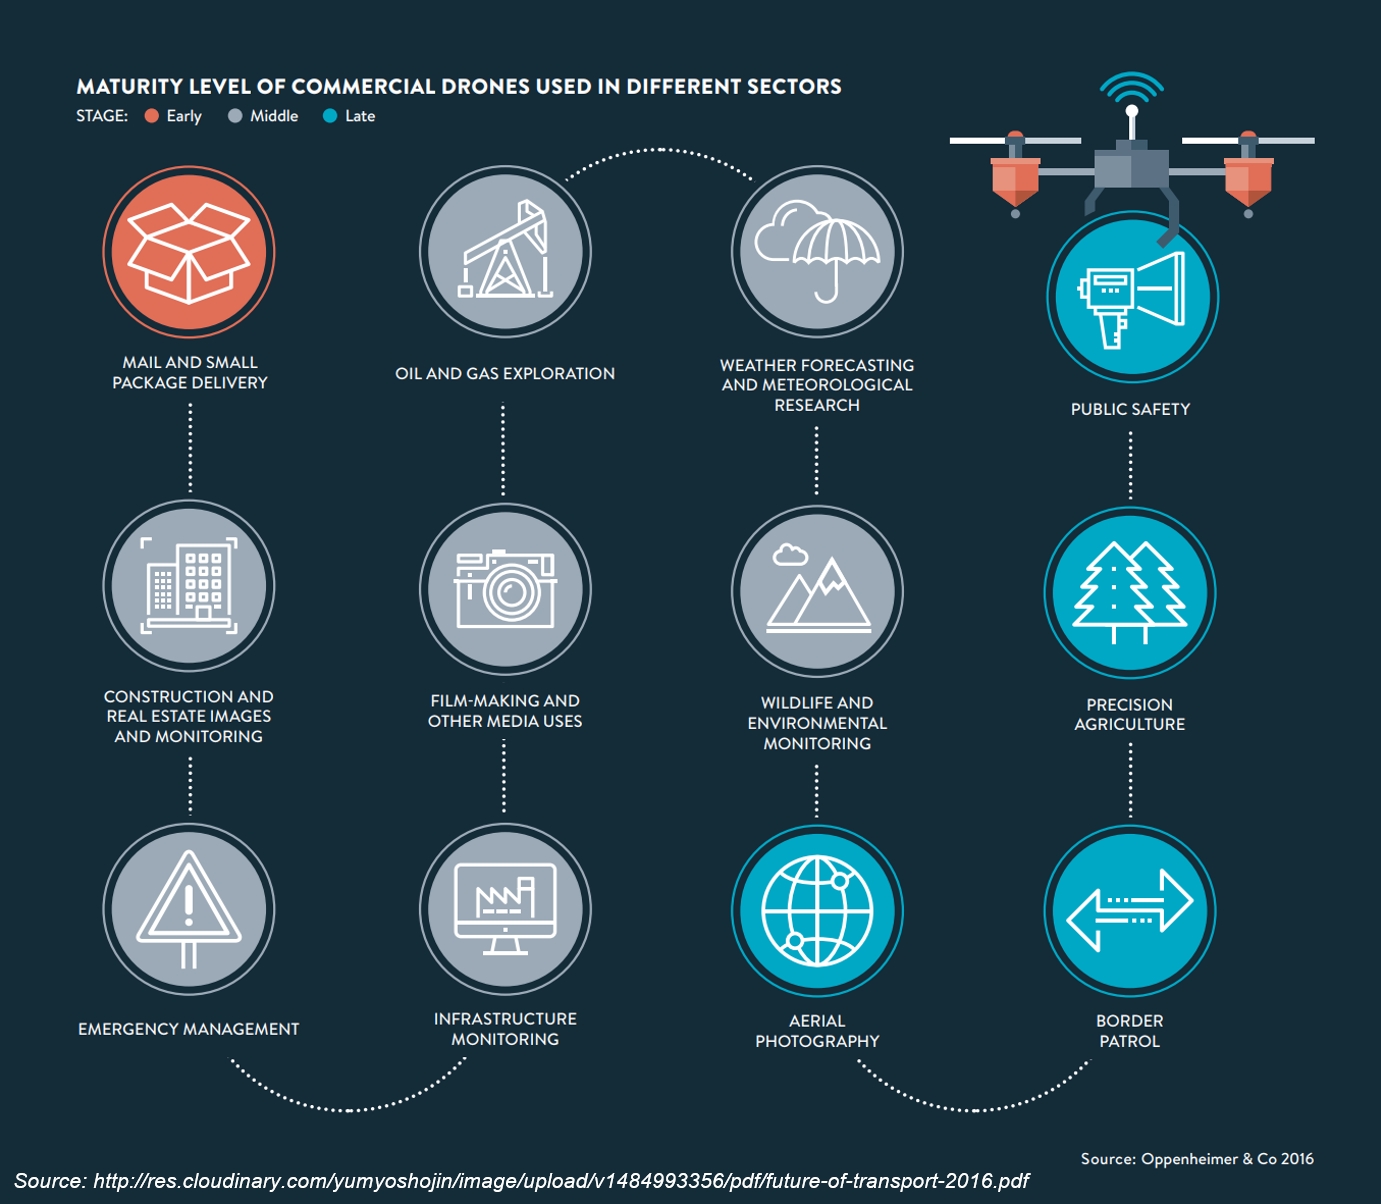 MATURITY LEVEL OF COMMERCIAL DRONES USED IN DIFFERENT SECTORS
STAGE: Early Middle Late
MAIL AND SMALL
PACKAGE DELIVERY
OIL AND GAS EXPLORATION
WEATHER FORECASTING
AND METEOROLOGICAL
RESEARCH
PUBLIC SAFETY
CONSTRUCTION AND
REAL ESTATE IMAGES
AND MONITORING
FILM-MAKING AND
OTHER MEDIA USES
WILDLIFE AND
ENVIRONMENTAL
MONITORING
PRECISION
AGRICULTURE
EMERGENCY MANAGEMENT
INFRASTRUCTURE
MONITORING
AERIAL
PHOTOGRAPHY
BORDER
PATROL
Source: Oppenheimer & Co 2016
Source: http://res.cloudinary.com/yumyoshojin/image/upload/v1484993356/pdf/future-of-transport-2016.pdf